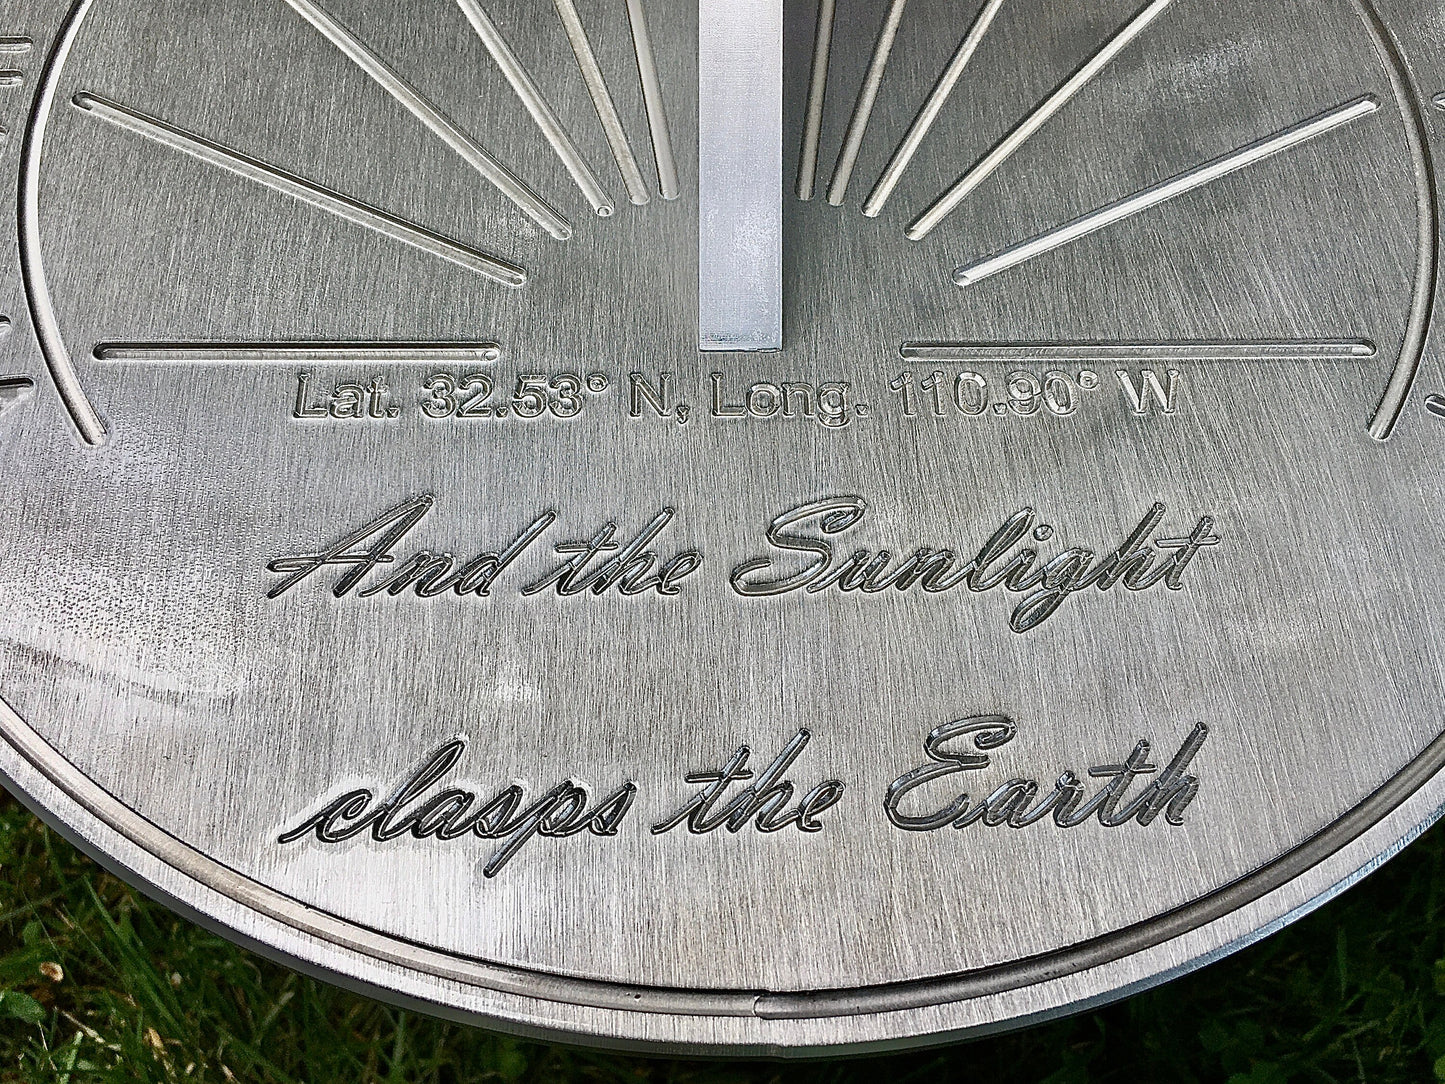 Lat. 32.53° N, Long. 110.90° W
And the Sunlight
clasps the Earth